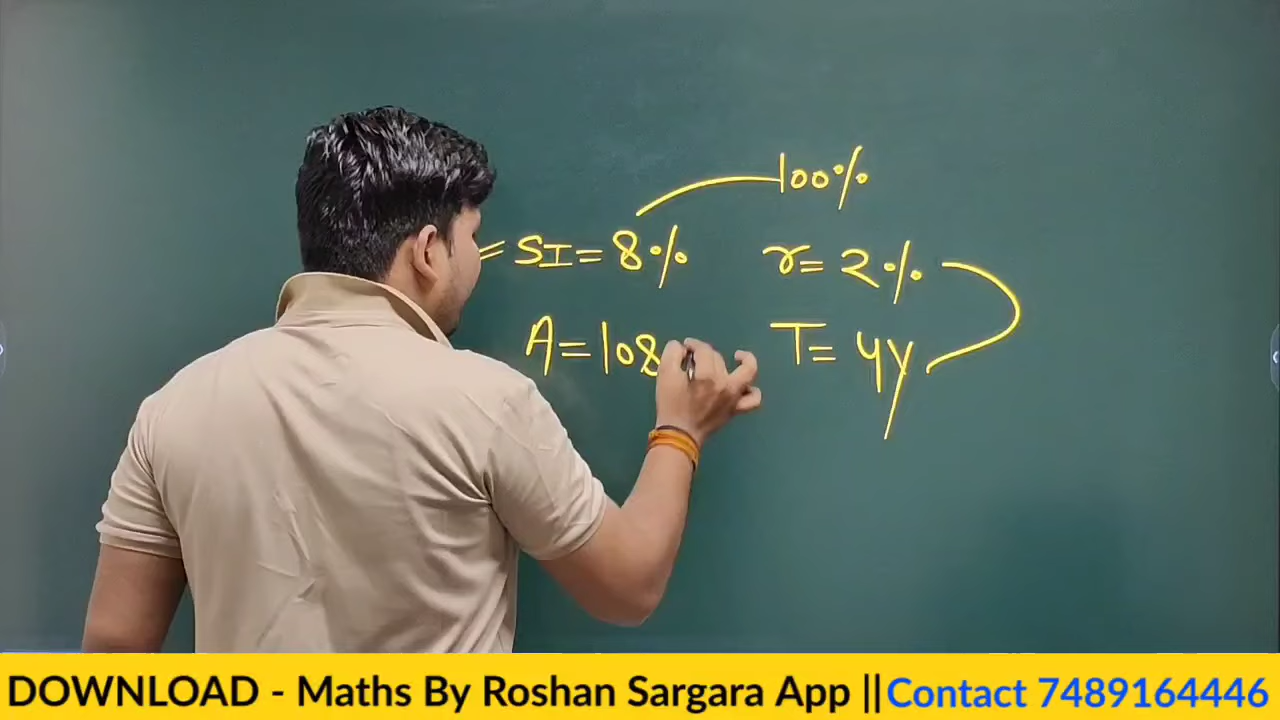 100%
= SI = 8% r = 2%
A = 108 T = 4y
DOWNLOAD - Maths By Roshan Sargara App || Contact 7489164446